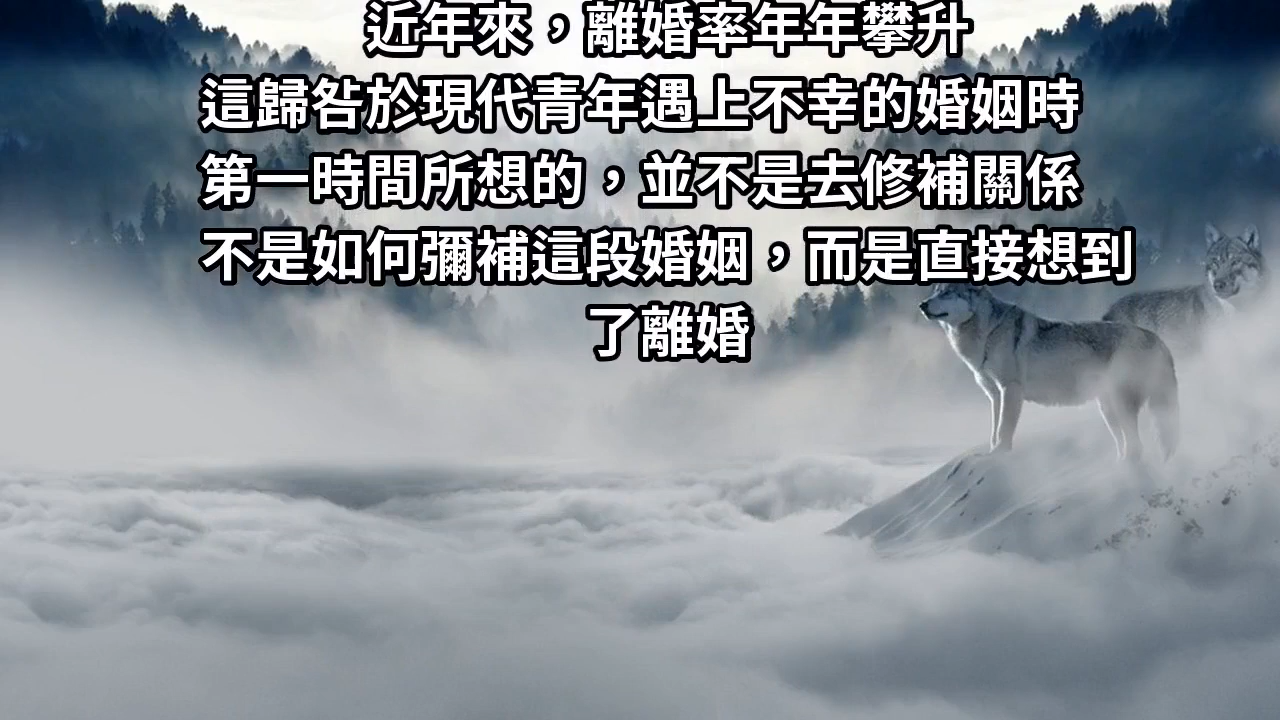 近年來，離婚率年年攀升
這歸咎於現代青年遇上不幸的婚姻時
第一時間所想的，並不是去修補關係
不是如何彌補這段婚姻，而是直接想到
了離婚